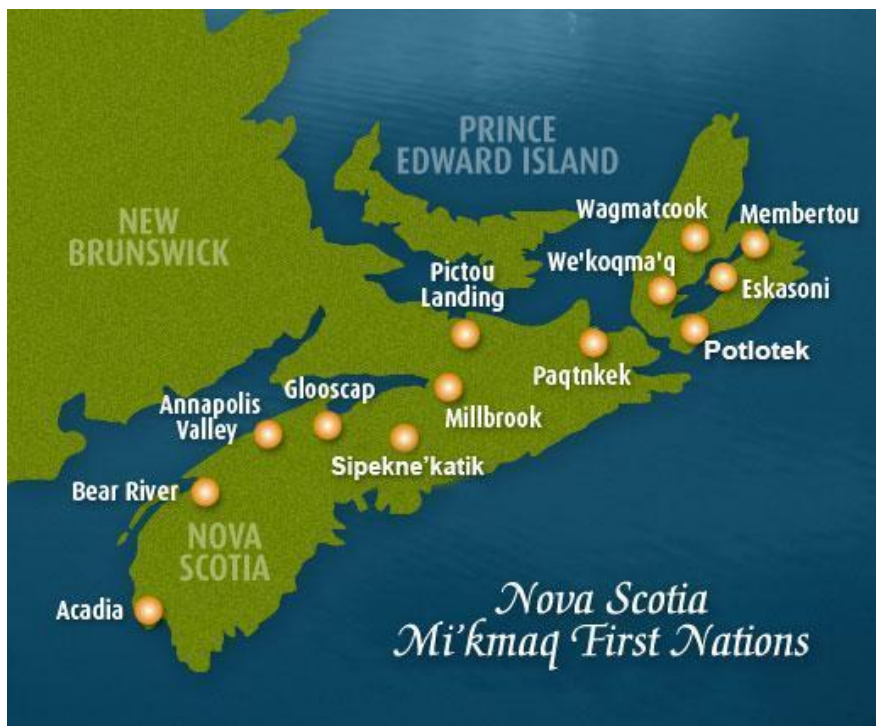 PRINCE
EDWARD ISLAND
NEW
BRUNSWICK
Wagmatcook
Membertou
We'koqma'q
Eskasoni
Pictou
Landing
Potlotek
Paqtnkek
Glooscap
Millbrook
Annapolis
Valley
Sipekne’katik
Bear River
NOVA
SCOTIA
Acadia
Nova Scotia
Mi’kmaq First Nations